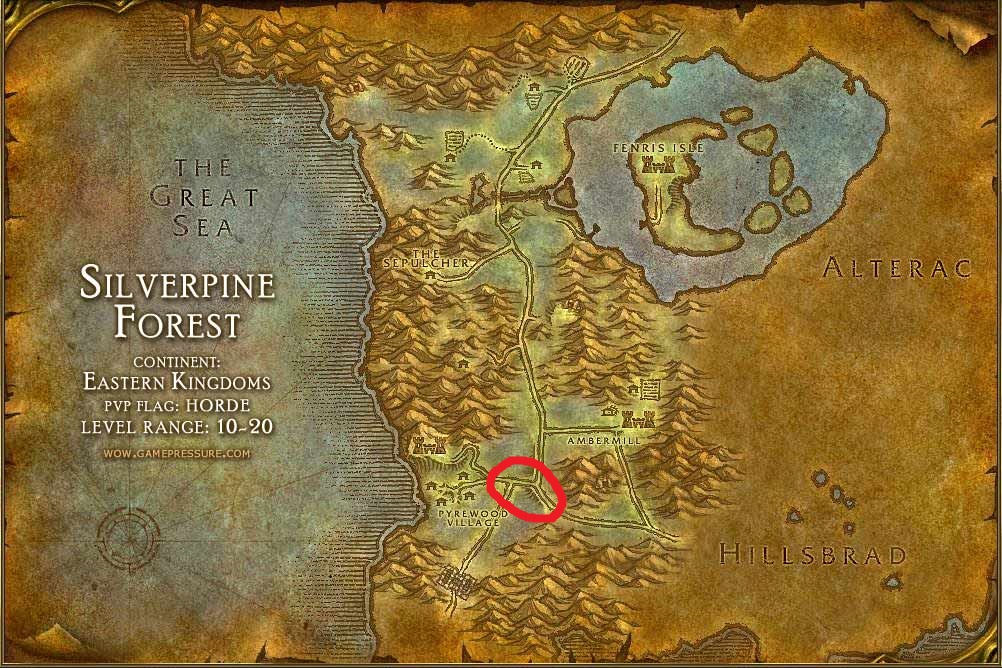 THE
GREAT
SEA
SILVERPINE
FOREST
CONTINENT:
EASTERN KINGDOMS
PVP FLAG: HORDE
LEVEL RANGE: 10-20
WOW.GAMEPRESSURE.COM
FENRIS ISLE
THE
SEPULCHER
ALTERAC
AMBERMILL
PYREWOOD
VILLAGE
HILLSBRAD